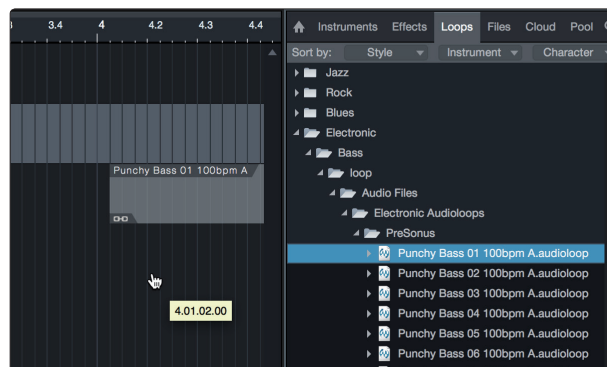 3.4 4 4.2 4.3 4.4
Instruments Effects Loops Files Cloud Pool
Sort by: Style Instrument Character
Jazz
Rock
Blues
Electronic
Bass
loop
Audio Files
Electronic Audioloops
PreSonus
Punchy Bass 01 100bpm A.audioloop
Punchy Bass 02 100bpm A.audioloop
Punchy Bass 03 100bpm A.audioloop
Punchy Bass 04 100bpm A.audioloop
Punchy Bass 05 100bpm A.audioloop
Punchy Bass 06 100bpm A.audioloop
Punchy Bass 01 100bpm A
4.01.02.00